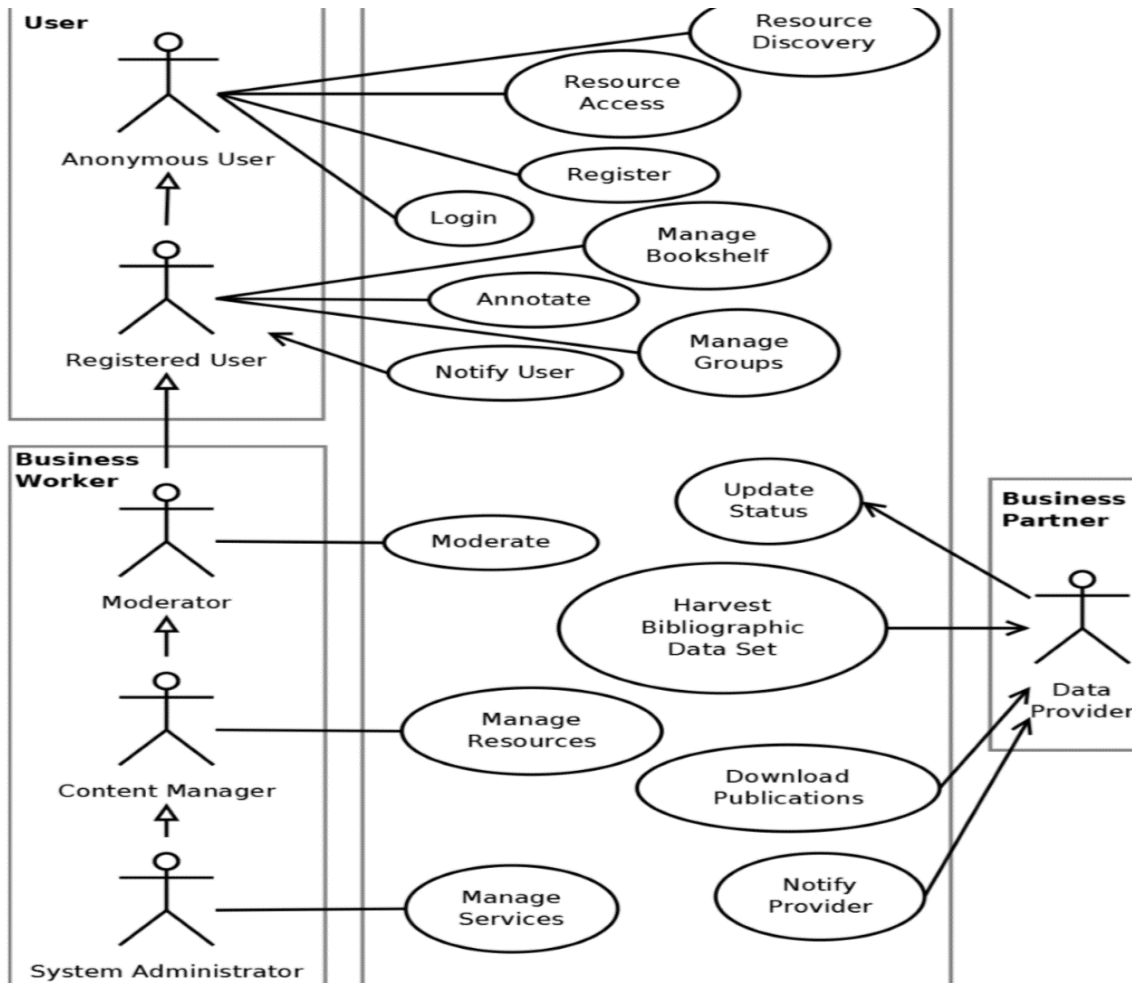 User
Resource
Discovery
Resource
Access
Anonymous User
Register
Login
Manage
Bookshelf
Annotate
Manage
Groups
Registered User
Notify User
Business
Worker
Update
Status
Business
Partner
Moderate
Moderator
Harvest
Bibliographic
Data Set
Data
Provider
Manage
Resources
Content Manager
Download
Publications
Manage
Services
Notify
Provider
System Administrator